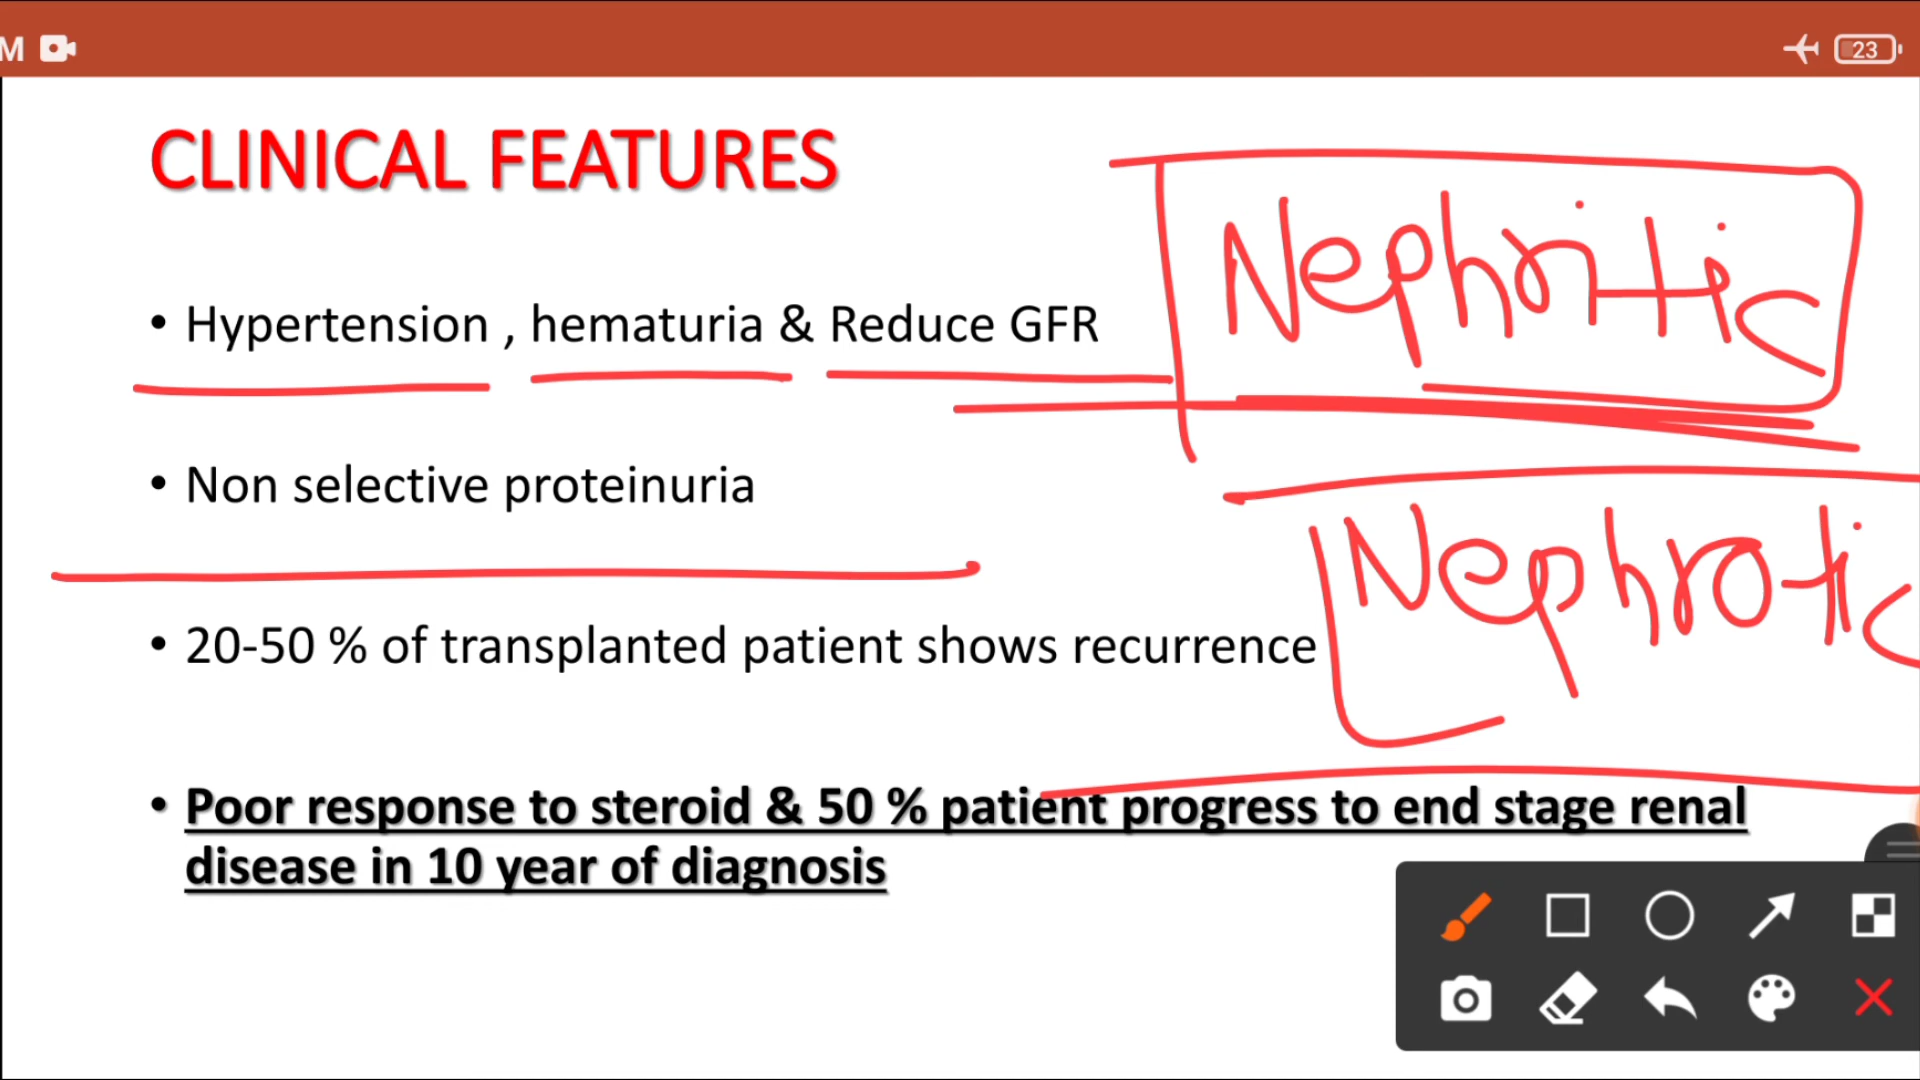 M
23
CLINICAL FEATURES
Nephritic
• Hypertension , hematuria & Reduce GFR
• Non selective proteinuria
Nephrotic
• 20-50 % of transplanted patient shows recurrence
• Poor response to steroid & 50 % patient progress to end stage renal
disease in 10 year of diagnosis